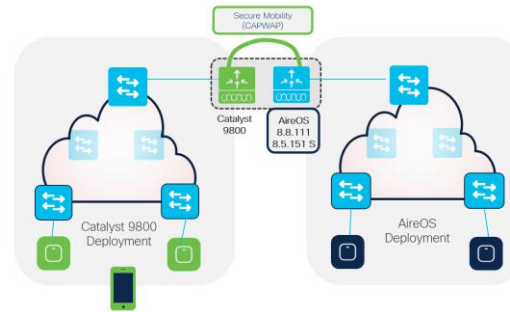 Secure Mobility
(CAPWAP)
Catalyst
9800
AireOS
8.8.111
8.5.151 S
Catalyst 9800
Deployment
AireOS
Deployment